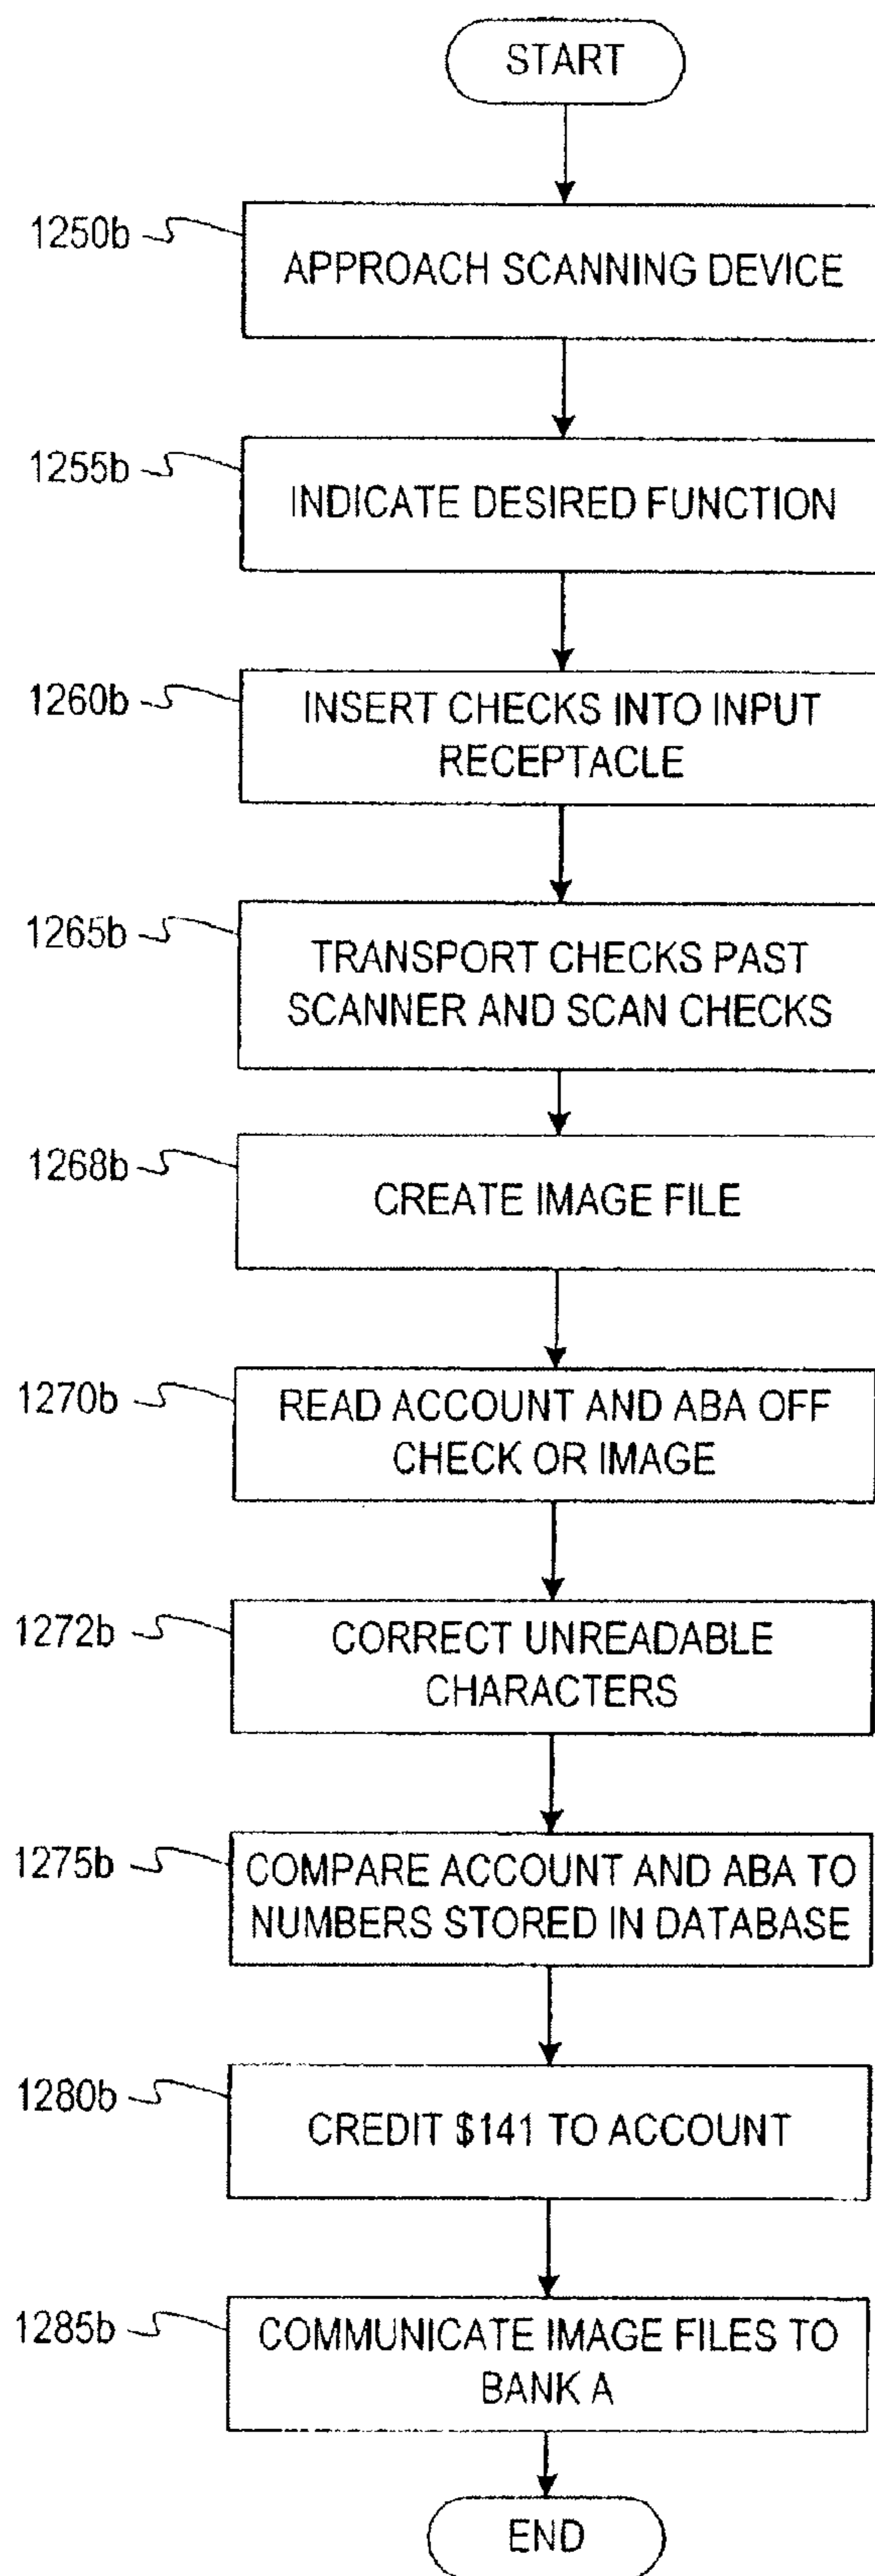 START
1250b
APPROACH SCANNING DEVICE
1255b
INDICATE DESIRED FUNCTION
1260b
INSERT CHECKS INTO INPUT
RECEPTACLE
1265b
TRANSPORT CHECKS PAST
SCANNER AND SCAN CHECKS
1268b
CREATE IMAGE FILE
1270b
READ ACCOUNT AND ABA OFF
CHECK OR IMAGE
1272b
CORRECT UNREADABLE
CHARACTERS
1275b
COMPARE ACCOUNT AND ABA TO
NUMBERS STORED IN DATABASE
1280b
CREDIT $141 TO ACCOUNT
1285b
COMMUNICATE IMAGE FILES TO
BANK A
END